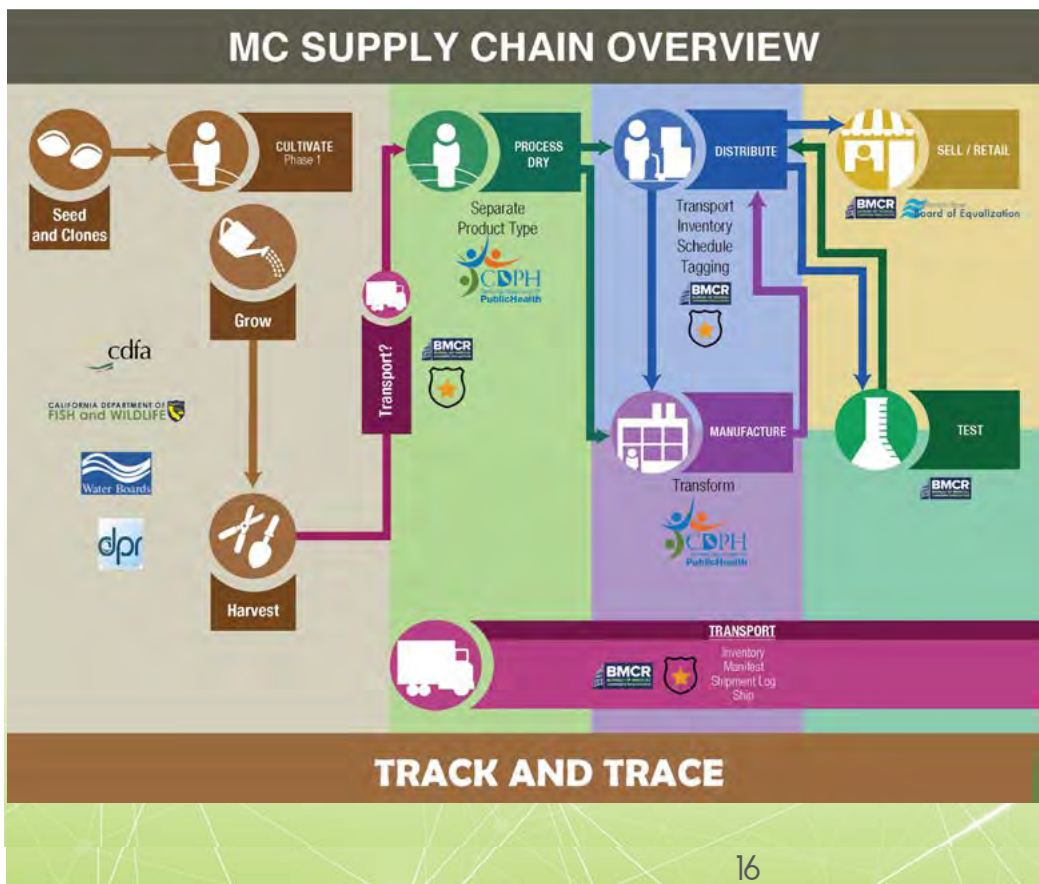 MC SUPPLY CHAIN OVERVIEW
Seed
and Clones
CULTIVATE
Phase 1
Grow
Harvest
cdfa
CALIFORNIA DEPARTMENT OF
FISH and WILDLIFE
Water Boards
dpr
Transport?
BMCR
PROCESS
DRY
Separate
Product Type
CDPH
PublicHealth
DISTRIBUTE
Transport
Inventory
Schedule
Tagging
BMCR
MANUFACTURE
Transform
CDPH
PublicHealth
SELL / RETAIL
BMCR
Board of Equalization
TEST
BMCR
TRANSPORT
Inventory
Manifest
Shipment Log
Ship
BMCR
TRACK AND TRACE
16